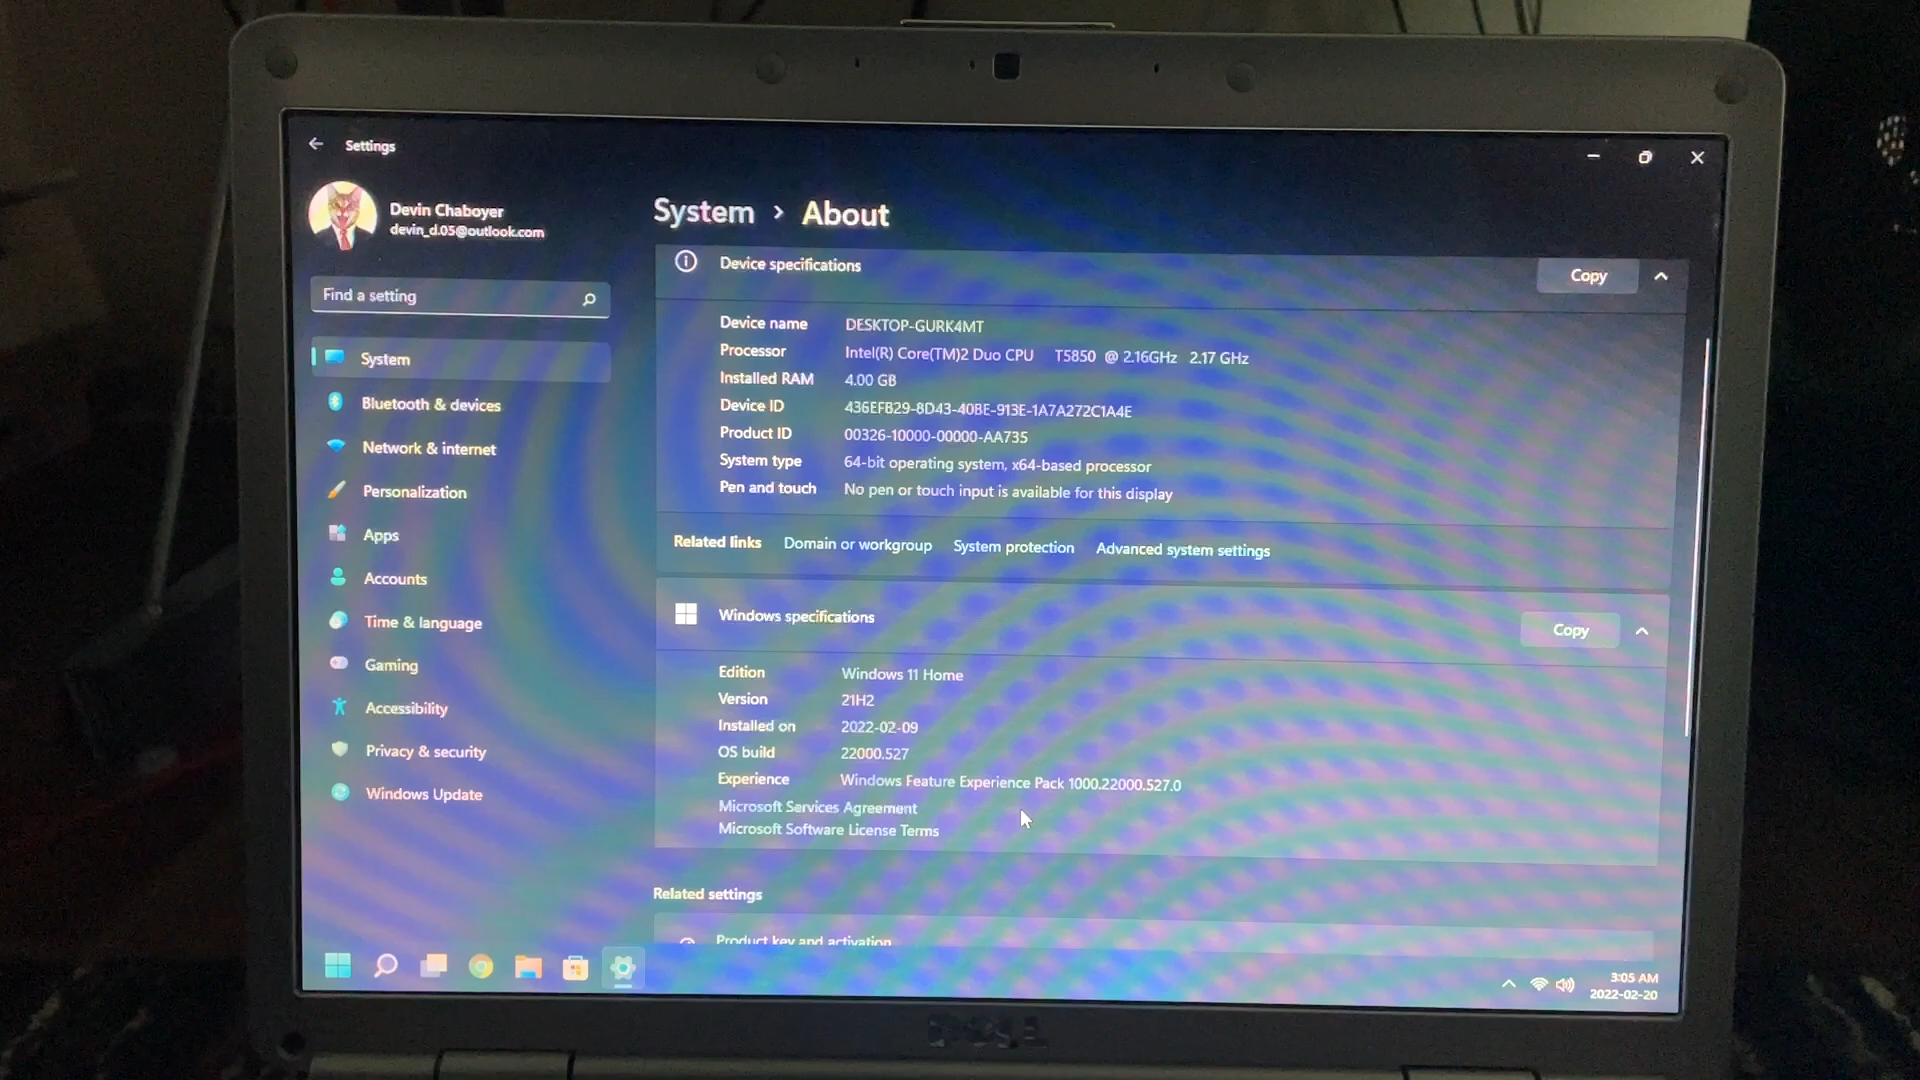 Settings
Devin Chaboyer
devin_d.05@outlook.com
Find a setting
System
Bluetooth & devices
Network & internet
Personalization
Apps
Accounts
Time & language
Gaming
Accessibility
Privacy & security
Windows Update
System > About
Device specifications
Copy
Device name DESKTOP-GURK4MT
Processor Intel(R) Core(TM)2 Duo CPU T5850 @ 2.16GHz 2.17 GHz
Installed RAM 4.00 GB
Device ID 436EFB29-8D43-40BE-913E-1A7A272C1A4E
Product ID 00326-10000-00000-AA735
System type 64-bit operating system, x64-based processor
Pen and touch No pen or touch input is available for this display
Related links Domain or workgroup System protection Advanced system settings
Windows specifications
Copy
Edition Windows 11 Home
Version 21H2
Installed on 2022-02-09
OS build 22000.527
Experience Windows Feature Experience Pack 1000.22000.527.0
Microsoft Services Agreement
Microsoft Software License Terms
Related settings
Product key and activation
3:05 AM
2022-02-20
DELL